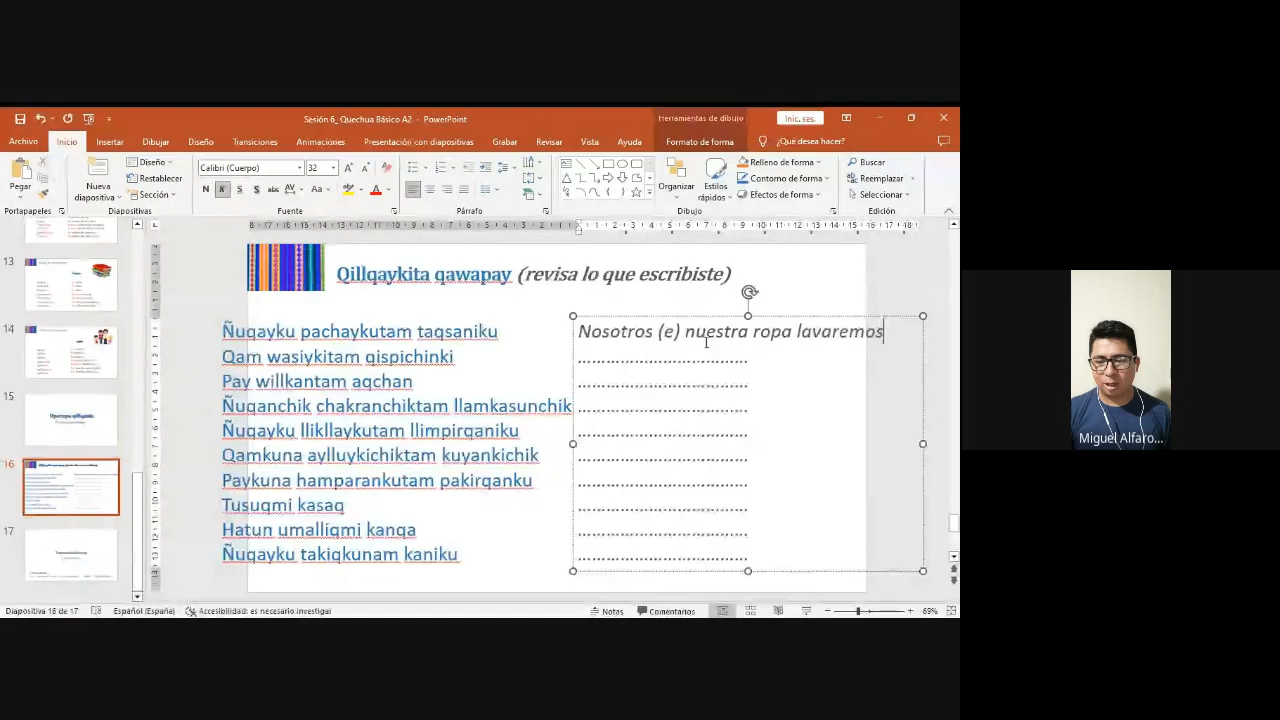 Sesión 6_ Quechua Básico A2 - PowerPoint
Herramientas de dibujo
Inic. ses.
Archivo Inicio Insertar Dibujar Diseño Transiciones Animaciones Presentación con diapositivas Grabar Revisar Vista Ayuda Formato de forma ¿Qué desea hacer?
Pegar
Nueva diapositiva
Diseño
Restablecer
Sección
Calibri (Cuerpo) 32
Organizar
Estilos rápidos
Relleno de forma
Contorno de forma
Efectos de forma
Buscar
Reemplazar
Seleccionar
Portapapeles Diapositivas Fuente Párrafo Dibujo Edición
13
14
15
16
17
Qillqaykita qawapay (revisa lo que escribiste)
Ñuqayku pachaykutam taqsaniku
Qam wasiykitam qispichinki
Pay willkantam aqchan
Ñuqanchik chakranchiktam llamkasunchik
Ñuqayku llikllaykutam llimpirqaniku
Qamkuna aylluykichiktam kuyankichik
Paykuna hamparankutam pakirqanku
Tusuqmi kasaq
Hatun umalliqmi kanqa
Ñuqayku takiqkunam kaniku
Nosotros (e) nuestra ropa lavaremos
Diapositiva 16 de 17 Español (España) Accesibilidad: es necesario investigar Notas Comentarios 69%
Miguel Alfaro...